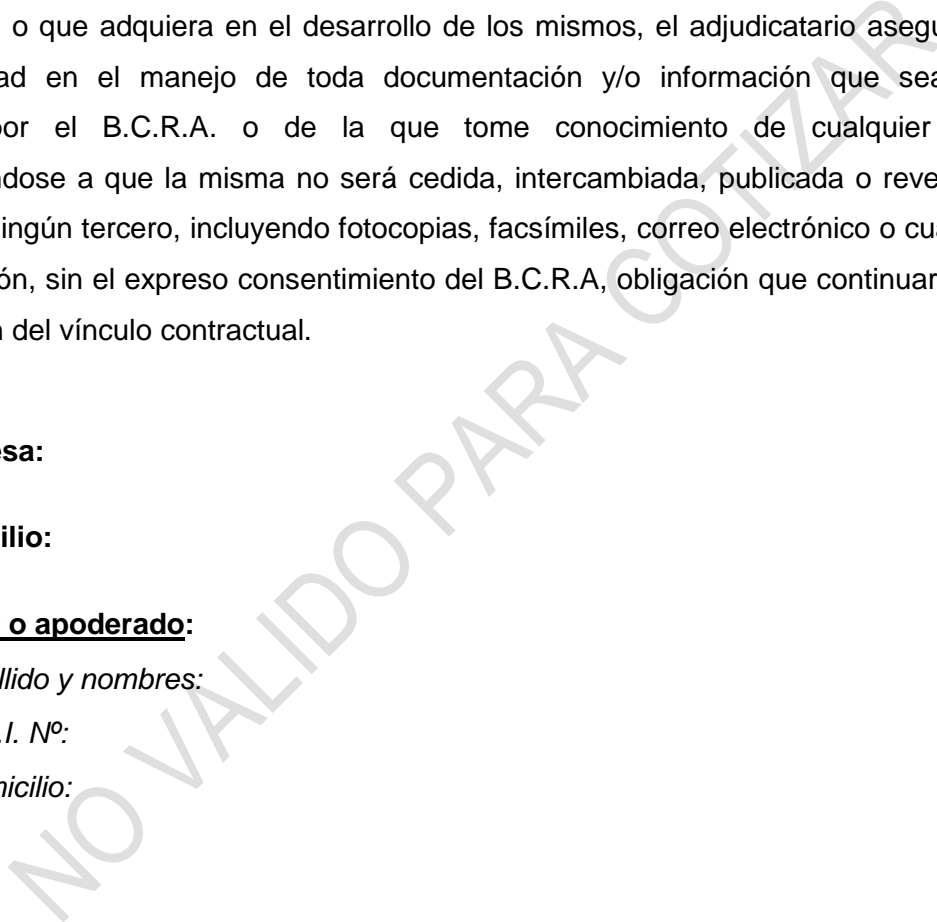 o que adquiera en el desarrollo de los mismos, el adjudicatario asegu
ad en el manejo de toda documentación y/o información que sea
por el B.C.R.A. o de la que tome conocimiento de cualquier
ndose a que la misma no será cedida, intercambiada, publicada o reve
ingún tercero, incluyendo fotocopias, facsímiles, correo electrónico o cu
ón, sin el expreso consentimiento del B.C.R.A, obligación que continuar
del vínculo contractual.
esa:
ilio:
o apoderado:
llido y nombres:
.I. Nº:
nicilio:
NO VALIDO PARA COTIZAR